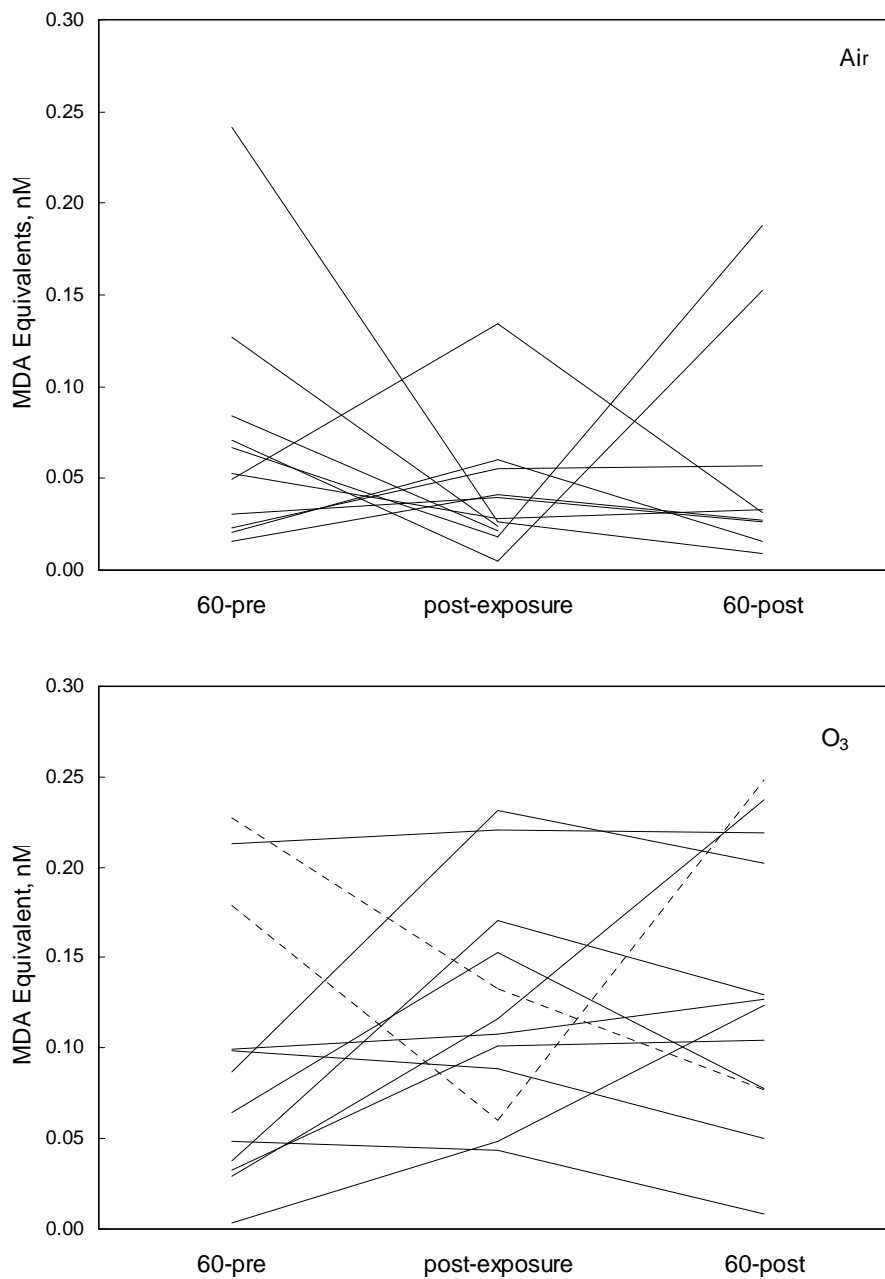 0.30
Air
0.25
0.20
0.15
0.10
0.05
0.00
MDA Equivalents, nM
60-pre post-exposure 60-post
0.30
O₃
0.25
0.20
0.15
0.10
0.05
0.00
MDA Equivalent, nM
60-pre post-exposure 60-post